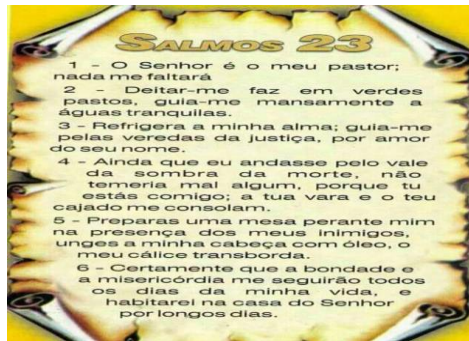 SALMOS 23
1 - O Senhor é o meu pastor;
nada me faltará
2 - Deitar-me faz em verdes
pastos, guia-me mansamente a
águas tranquilas.
3 - Refrigera a minha alma; guia-me
pelas veredas da justiça, por amor
do seu nome.
4 - Ainda que eu andasse pelo vale
da sombra da morte, não
temeria mal algum, porque tu
estás comigo; a tua vara e o teu
cajado me consolam.
5 - Preparas uma mesa perante mim
na presença dos meus inimigos,
unges a minha cabeça com óleo, o
meu cálice transborda.
6 - Certamente que a bondade e
a misericórdia me seguirão todos
os dias da minha vida, e
habitarei na casa do Senhor
por longos dias.